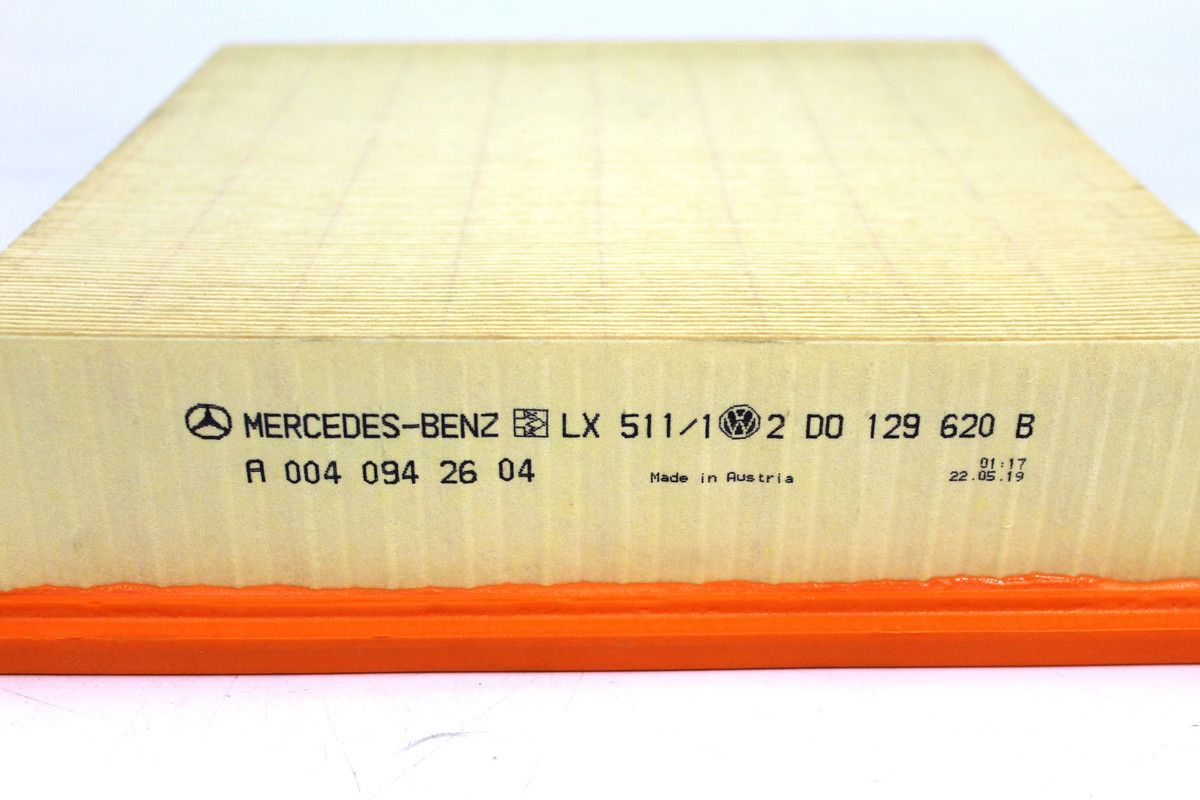 MERCEDES-BENZ LX 511/1 2 D0 129 620 B
A 004 094 26 04 Made in Austria 01:17
22.05.19